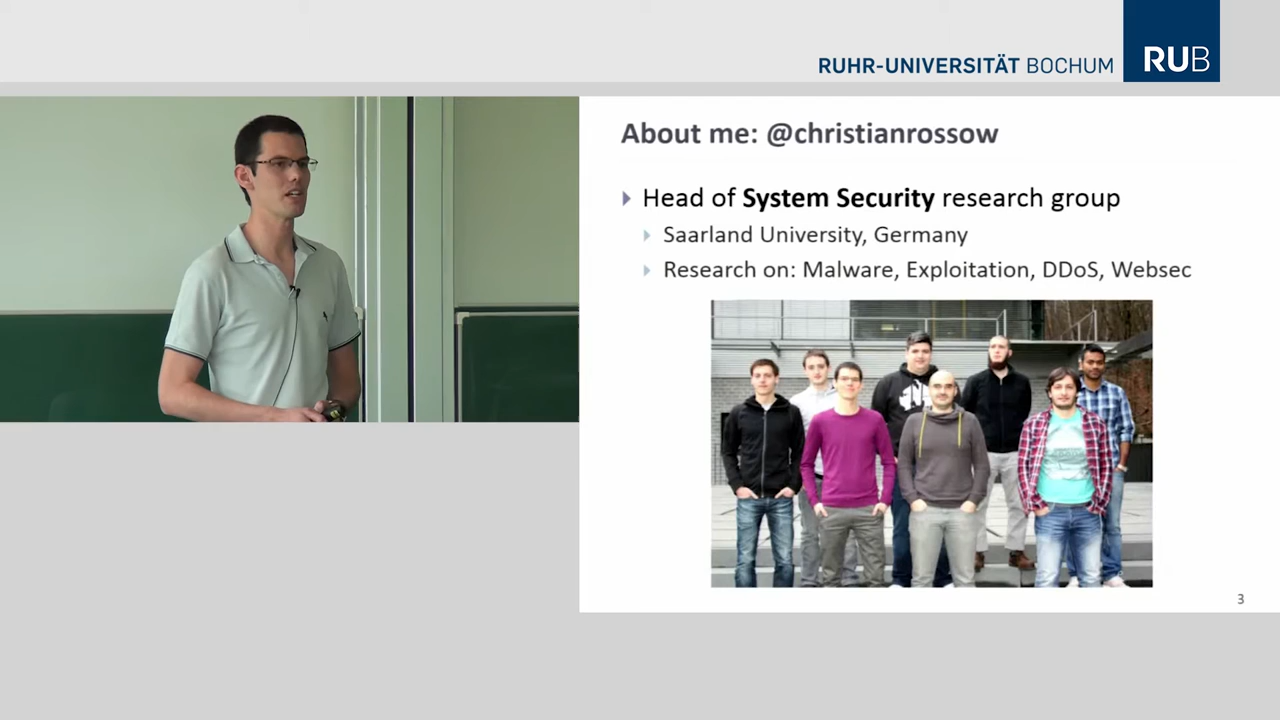 RUHR-UNIVERSITÄT BOCHUM
RUB
About me: @christianrossow
Head of System Security research group
Saarland University, Germany
Research on: Malware, Exploitation, DDoS, Websec
3